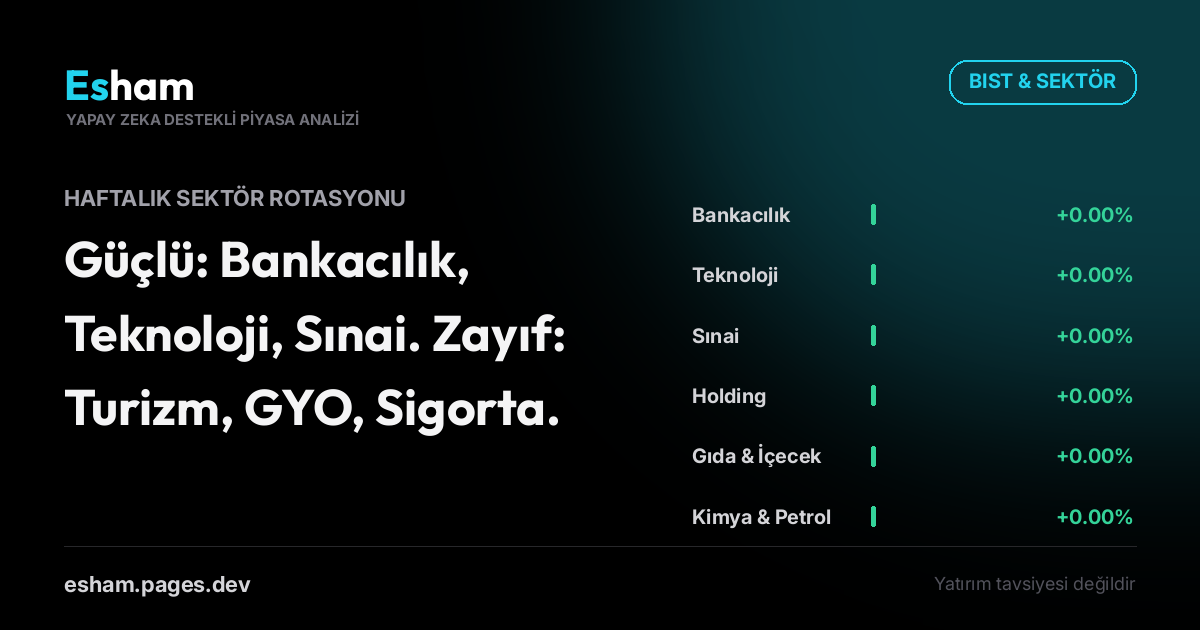 Esham
YAPAY ZEKA DESTEKLİ PİYASA ANALİZİ
BIST & SEKTÖR
HAFTALIK SEKTÖR ROTASYONU
Güçlü: Bankacılık,
Teknoloji, Sınai. Zayıf:
Turizm, GYO, Sigorta.
Bankacılık +0.00%
Teknoloji +0.00%
Sınai +0.00%
Holding +0.00%
Gıda & İçecek +0.00%
Kimya & Petrol +0.00%
esham.pages.dev
Yatırım tavsiyesi değildir